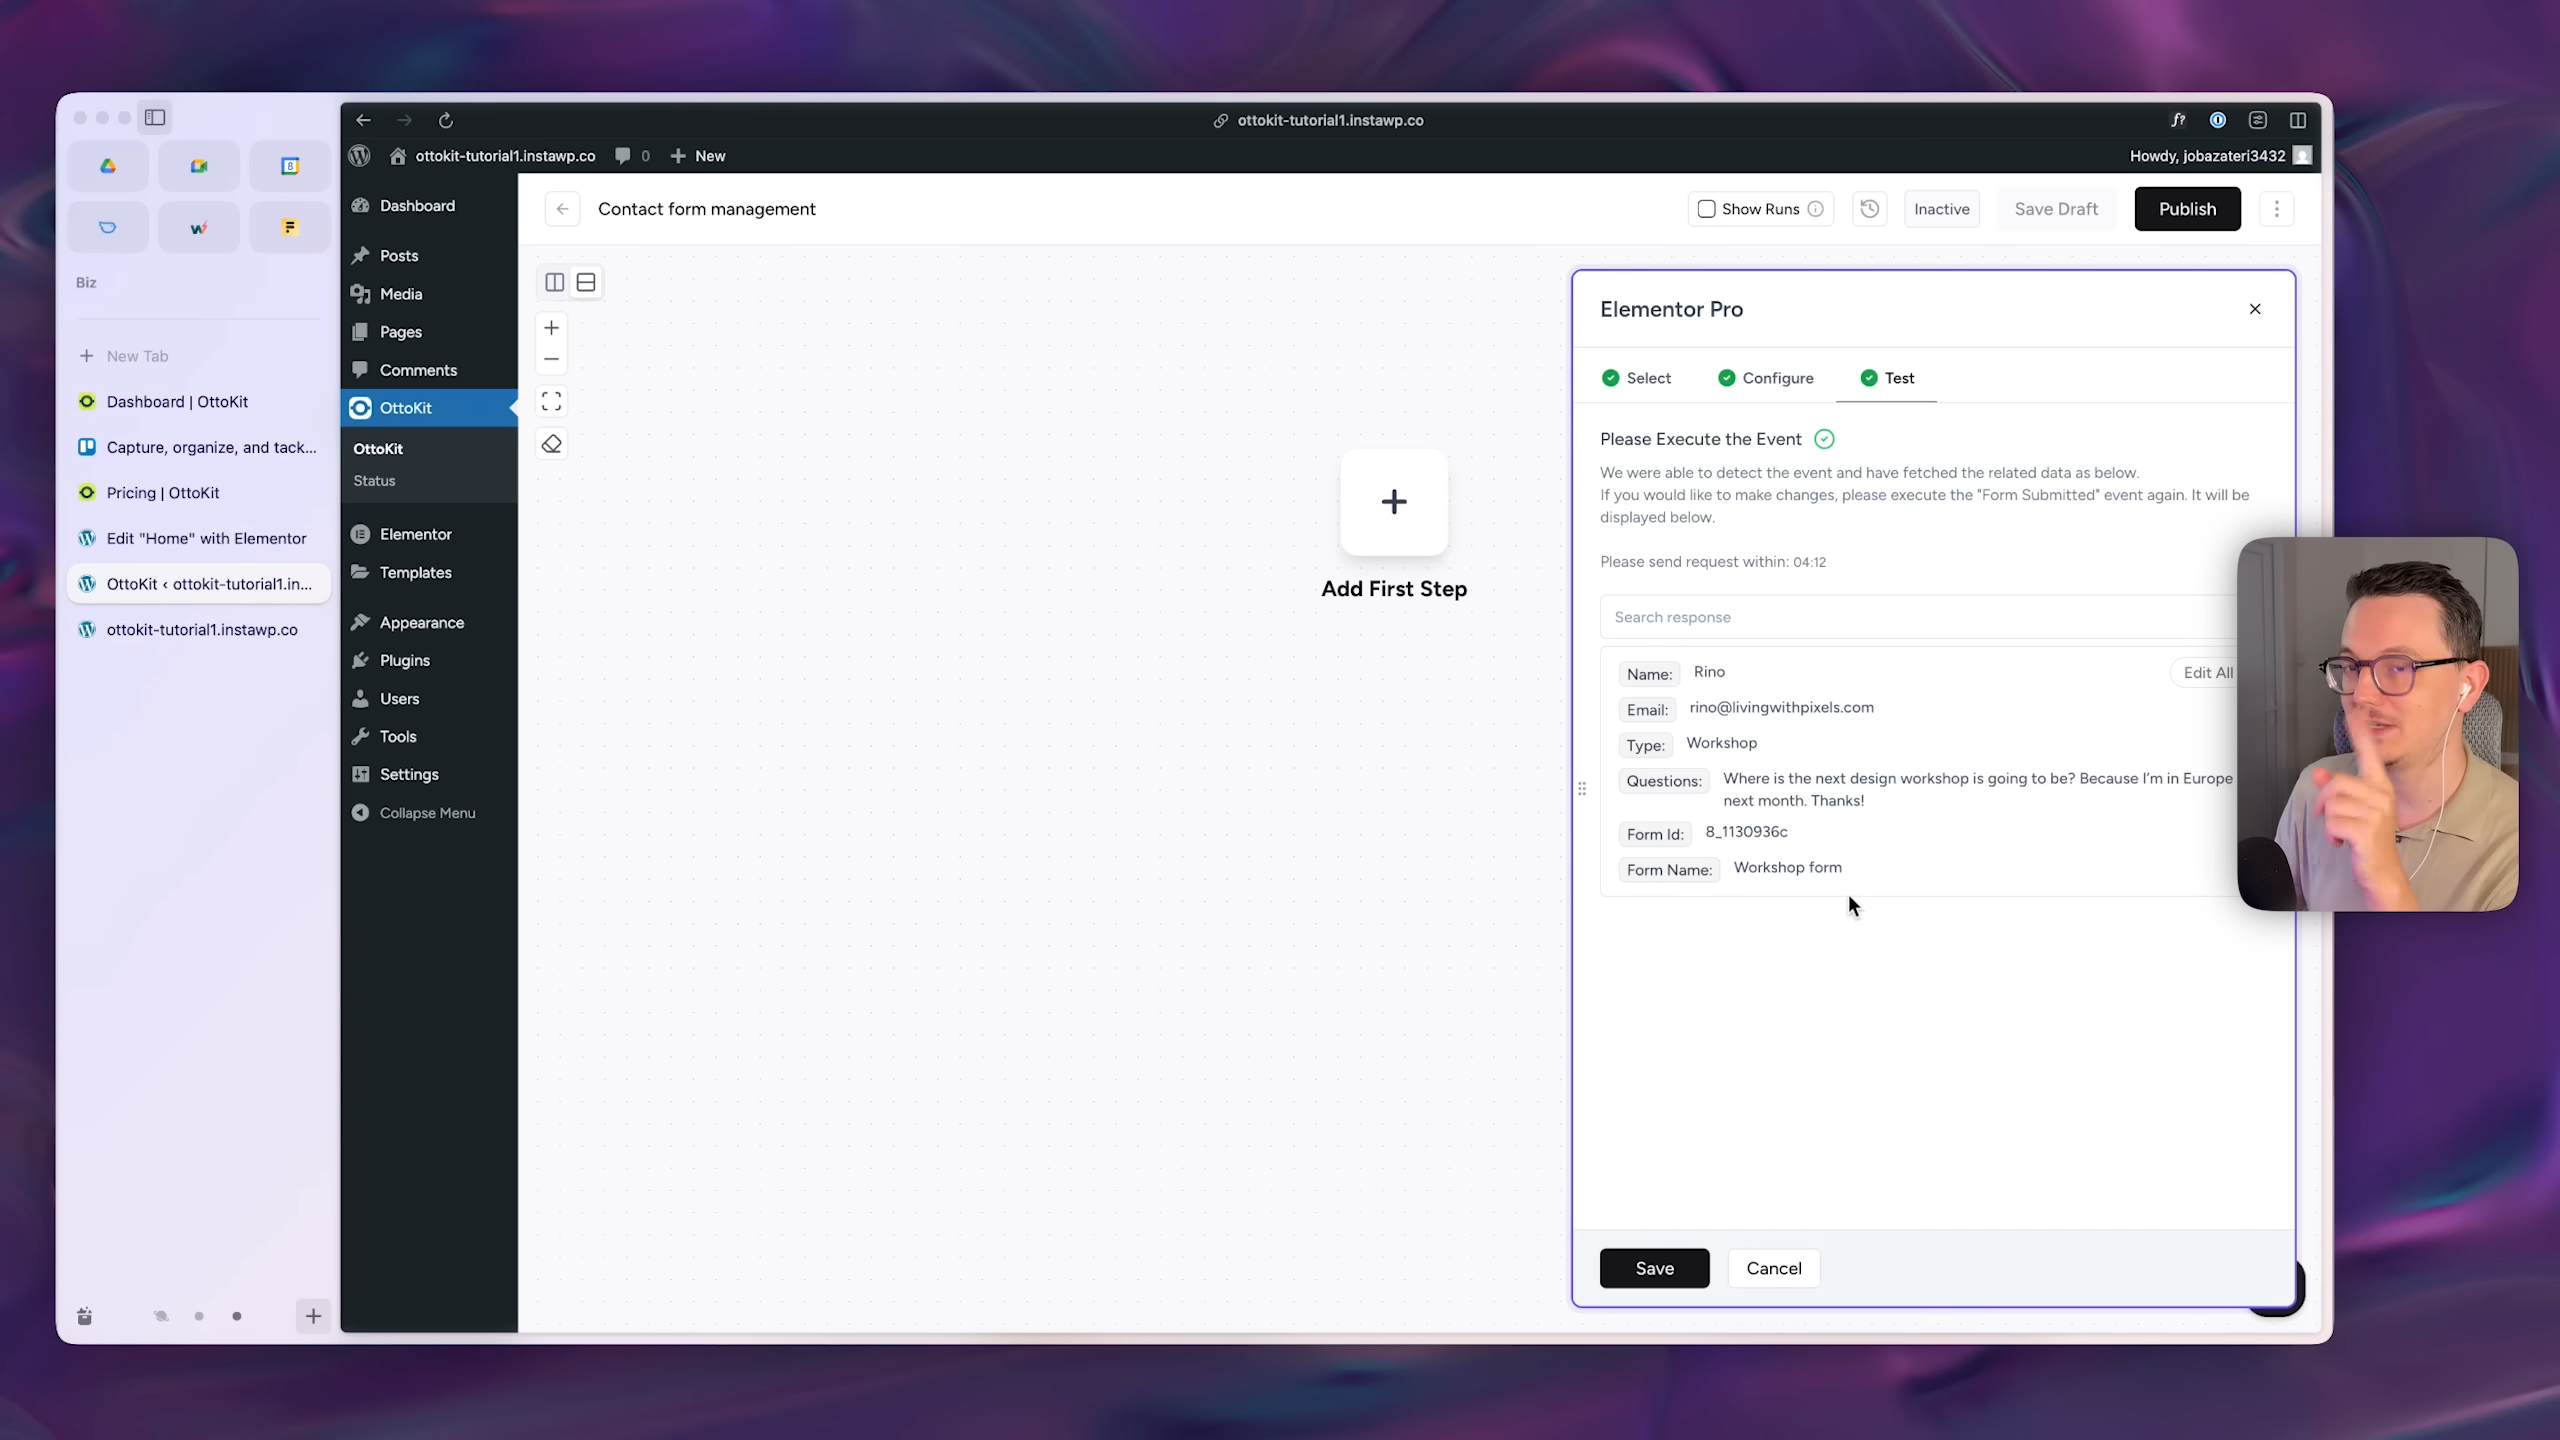 ottokit-tutorial1.instawp.co
f?
ottokit-tutorial1.instawp.co
0
New
Howdy, jobazateri3432
8
Biz
New Tab
Dashboard | OttoKit
Capture, organize, and tack...
Pricing | OttoKit
Edit "Home" with Elementor
OttoKit ‹ ottokit-tutorial1.in...
ottokit-tutorial1.instawp.co
Dashboard
Posts
Media
Pages
Comments
OttoKit
OttoKit
Status
Elementor
Templates
Appearance
Plugins
Users
Tools
Settings
Collapse Menu
Contact form management
Show Runs
Inactive
Save Draft
Publish
Add First Step
Elementor Pro
Select
Configure
Test
Please Execute the Event
We were able to detect the event and have fetched the related data as below.
If you would like to make changes, please execute the "Form Submitted" event again. It will be
displayed below.
Please send request within: 04:12
Search response
Name: Rino
Edit All
Email: rino@livingwithpixels.com
Type: Workshop
Questions: Where is the next design workshop is going to be? Because I'm in Europe
next month. Thanks!
Form Id: 8_1130936c
Form Name: Workshop form
Save
Cancel